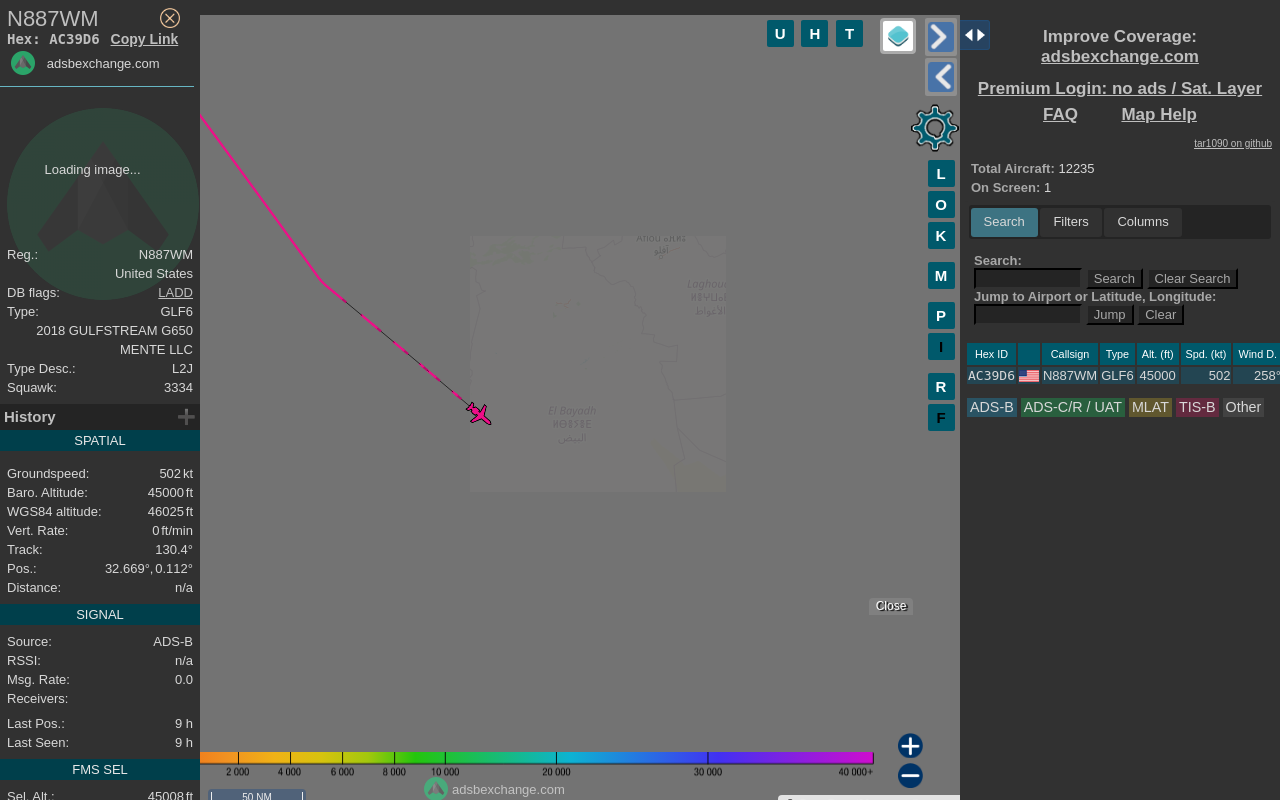 N887WM
Hex: AC39D6 Copy Link
adsbexchange.com
Loading image...
Reg.: N887WM
United States
DB flags: LADD
Type: GLF6
2018 GULFSTREAM G650
MENTE LLC
Type Desc.: L2J
Squawk: 3334
History
SPATIAL
Groundspeed: 502 kt
Baro. Altitude: 45000 ft
WGS84 altitude: 46025 ft
Vert. Rate: 0 ft/min
Track: 130.4°
Pos.: 32.669°, 0.112°
Distance: n/a
SIGNAL
Source: ADS-B
RSSI: n/a
Msg. Rate: 0.0
Receivers:
Last Pos.: 9 h
Last Seen: 9 h
FMS SEL
Sel. Alt.: 45008 ft
U H T
L
O
K
M
P
I
R
F
El Bayadh
البيض
الأغواط
أفلو
Close
2 000 4 000 6 000 8 000 10 000 20 000 30 000 40 000+
adsbexchange.com
50 NM
Improve Coverage:
adsbexchange.com
Premium Login: no ads / Sat. Layer
FAQ Map Help
tar1090 on github
Total Aircraft: 12235
On Screen: 1
Search Filters Columns
Search:
Search Clear Search
Jump to Airport or Latitude, Longitude:
Jump Clear
Hex ID Callsign Type Alt. (ft) Spd. (kt) Wind D.
AC39D6 N887WM GLF6 45000 502 258°
ADS-B ADS-C/R / UAT MLAT TIS-B Other